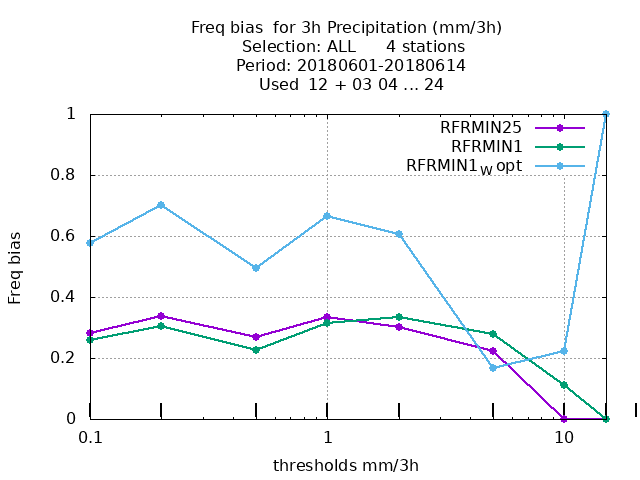 Freq bias  for 3h Precipitation (mm/3h)
Selection: ALL      4 stations
Period: 20180601-20180614
Used  12 + 03 04 ... 24
RFRMIN25
RFRMIN1
RFRMIN1W opt
1
0.8
0.6
0.4
0.2
0
Freq bias
0.1
1
10
thresholds mm/3h